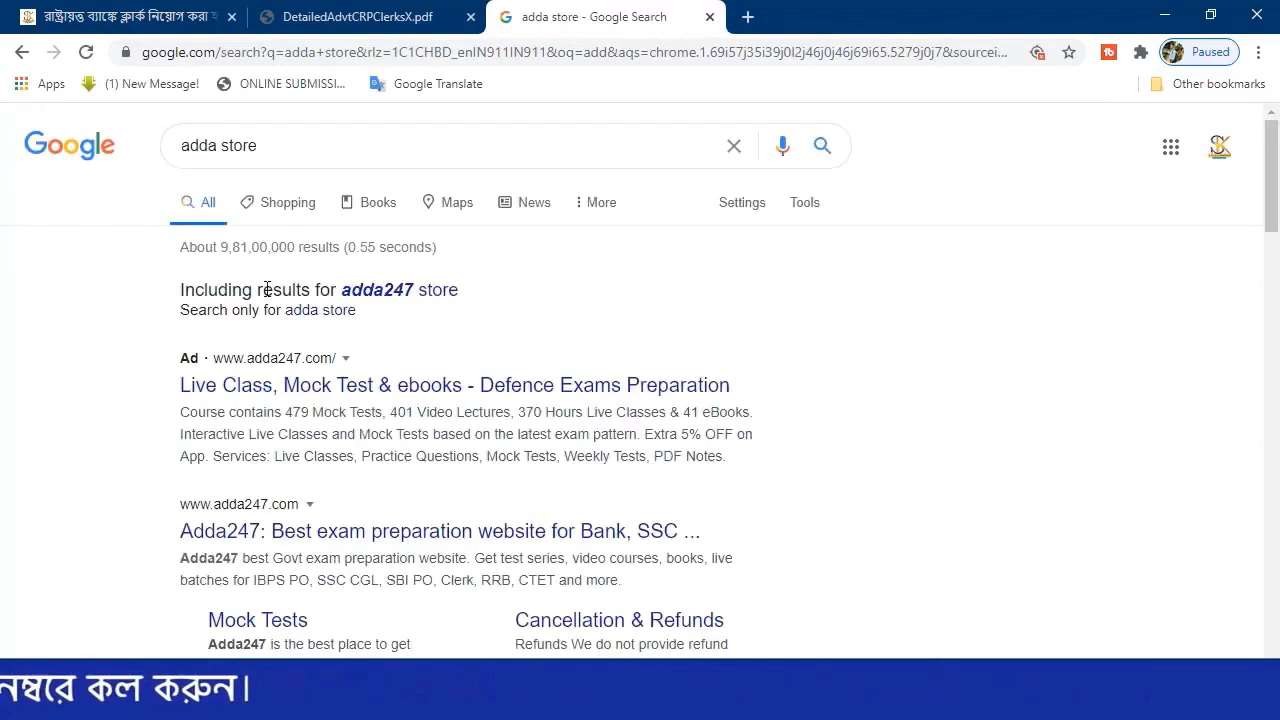 রাষ্ট্রায়ত্ত ব্যাঙ্কে ক্লার্ক নিয়োগ করা হ
DetailedAdvtCRPClerksX.pdf
adda store - Google Search
google.com/search?q=adda+store&rlz=1C1CHBD_enIN911IN911&oq=add&aqs=chrome.1.69i57j35i39j0l2j46j0j46j69i65.5279j0j7&sourcei...
Paused
Apps
(1) New Message!
ONLINE SUBMISSI...
Google Translate
Other bookmarks
Google
adda store
All
Shopping
Books
Maps
News
More
Settings
Tools
About 9,81,00,000 results (0.55 seconds)
Including results for adda247 store
Search only for adda store
Ad · www.adda247.com/
Live Class, Mock Test & ebooks - Defence Exams Preparation
Course contains 479 Mock Tests, 401 Video Lectures, 370 Hours Live Classes & 41 eBooks.
Interactive Live Classes and Mock Tests based on the latest exam pattern. Extra 5% OFF on
App. Services: Live Classes, Practice Questions, Mock Tests, Weekly Tests, PDF Notes.
www.adda247.com
Adda247: Best exam preparation website for Bank, SSC ...
Adda247 best Govt exam preparation website. Get test series, video courses, books, live
batches for IBPS PO, SSC CGL, SBI PO, Clerk, RRB, CTET and more.
Mock Tests
Adda247 is the best place to get
Cancellation & Refunds
Refunds We do not provide refund
নম্বরে কল করুন।